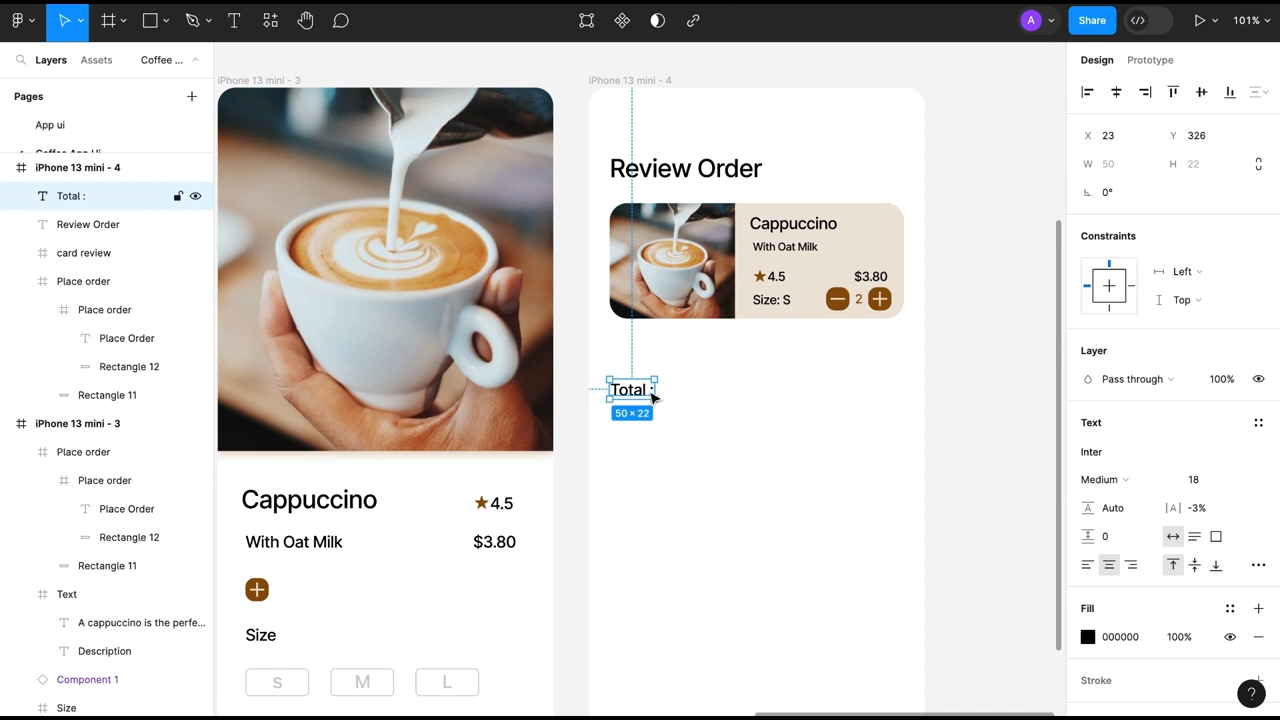 A
Share
101%
Layers
Assets
Coffee ...
Pages
App ui
iPhone 13 mini - 4
Total :
Review Order
card review
Place order
Place order
Place Order
Rectangle 12
Rectangle 11
iPhone 13 mini - 3
Place order
Place order
Place Order
Rectangle 12
Rectangle 11
Text
A cappuccino is the perfe...
Description
Component 1
Size
iPhone 13 mini - 3
Cappuccino
4.5
With Oat Milk
$3.80
Size
S
M
L
iPhone 13 mini - 4
Review Order
Cappuccino
With Oat Milk
4.5
$3.80
Size: S
2
Total :
50 × 22
Design
Prototype
X 23
Y 326
W 50
H 22
0°
Constraints
Left
Top
Layer
Pass through
100%
Text
Inter
Medium
18
A Auto
|A| -3%
0
Fill
000000
100%
Stroke
?